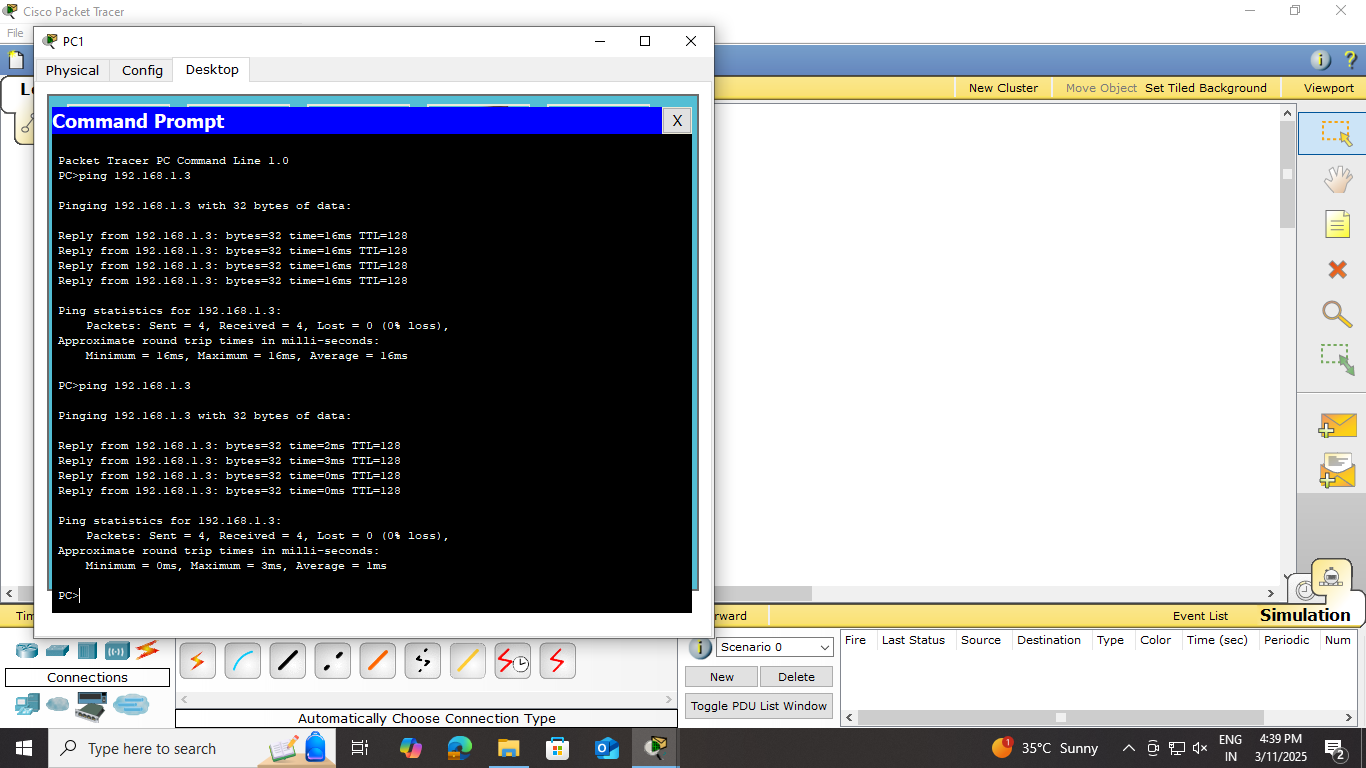 Cisco Packet Tracer
File
PC1
Physical Config Desktop
New Cluster Move Object Set Tiled Background Viewport
Command Prompt X
Packet Tracer PC Command Line 1.0
PC>ping 192.168.1.3
Pinging 192.168.1.3 with 32 bytes of data:
Reply from 192.168.1.3: bytes=32 time=16ms TTL=128
Reply from 192.168.1.3: bytes=32 time=16ms TTL=128
Reply from 192.168.1.3: bytes=32 time=16ms TTL=128
Reply from 192.168.1.3: bytes=32 time=16ms TTL=128
Ping statistics for 192.168.1.3:
Packets: Sent = 4, Received = 4, Lost = 0 (0% loss),
Approximate round trip times in milli-seconds:
Minimum = 16ms, Maximum = 16ms, Average = 16ms
PC>ping 192.168.1.3
Pinging 192.168.1.3 with 32 bytes of data:
Reply from 192.168.1.3: bytes=32 time=2ms TTL=128
Reply from 192.168.1.3: bytes=32 time=3ms TTL=128
Reply from 192.168.1.3: bytes=32 time=0ms TTL=128
Reply from 192.168.1.3: bytes=32 time=0ms TTL=128
Ping statistics for 192.168.1.3:
Packets: Sent = 4, Received = 4, Lost = 0 (0% loss),
Approximate round trip times in milli-seconds:
Minimum = 0ms, Maximum = 3ms, Average = 1ms
PC>
Event List Simulation
Scenario 0
Fire Last Status Source Destination Type Color Time (sec) Periodic Num
Connections
New Delete
Toggle PDU List Window
Automatically Choose Connection Type
Type here to search
35°C Sunny
ENG
IN
4:39 PM
3/11/2025
2